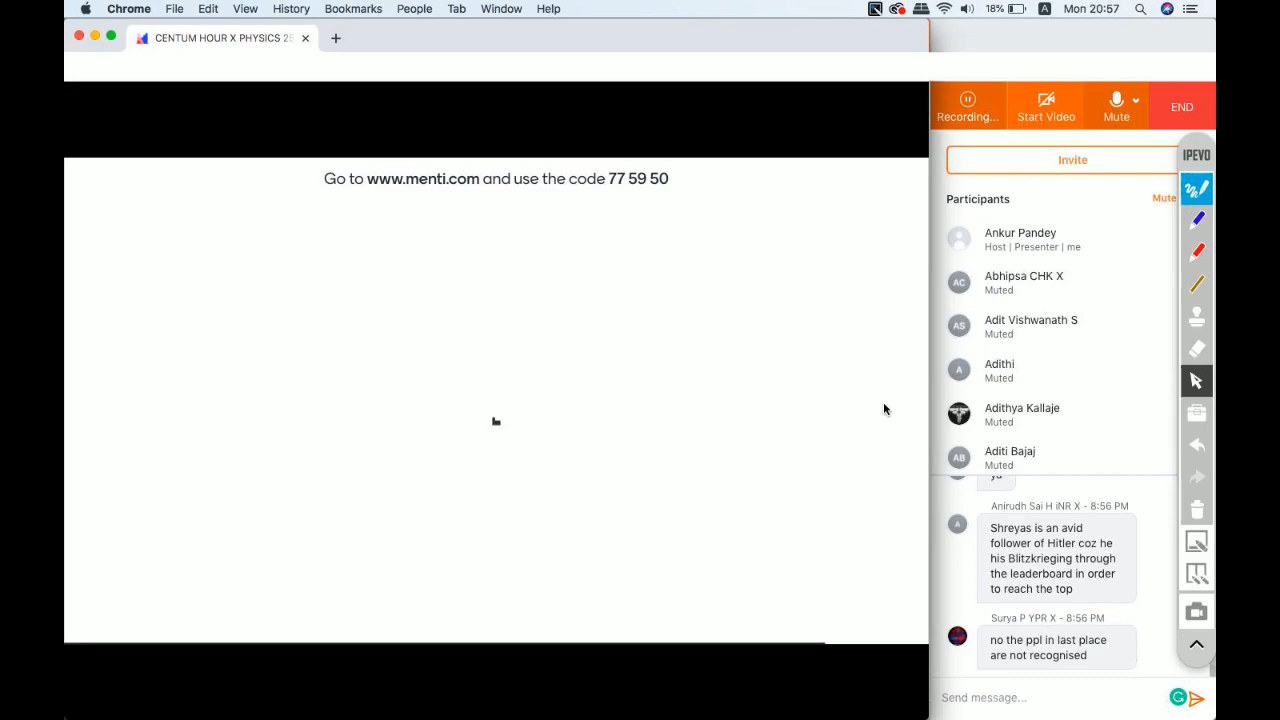 Chrome File Edit View History Bookmarks People Tab Window Help 18% A Mon 20:57
CENTUM HOUR X PHYSICS 25
Recording... Start Video Mute END
Invite
IPEVO
Go to www.menti.com and use the code 77 59 50
Participants Mute
Ankur Pandey
Host | Presenter | me
AC Abhipsa CHK X
Muted
AS Adit Vishwanath S
Muted
A Adithi
Muted
Adithya Kallaje
Muted
AB Aditi Bajaj
Muted
Anirudh Sai H iNR X - 8:56 PM
A
Shreyas is an avid
follower of Hitler coz he
his Blitzkrieging through
the leaderboard in order
to reach the top
Surya P YPR X - 8:56 PM
no the ppl in last place
are not recognised
Send message...